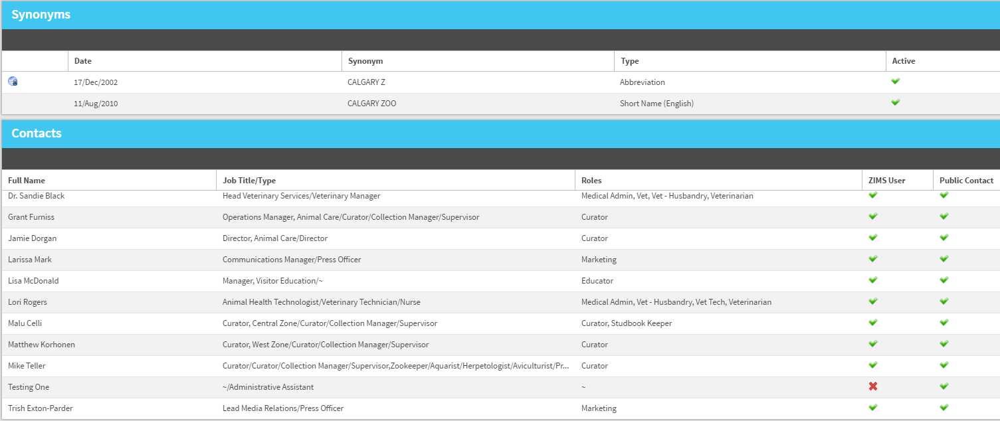 Synonyms
Date Synonym Type Active
17/Dec/2002 CALGARY Z Abbreviation
11/Aug/2010 CALGARY ZOO Short Name (English)
Contacts
Full Name Job Title/Type Roles ZIMS User Public Contact
Dr. Sandie Black Head Veterinary Services/Veterinary Manager Medical Admin, Vet, Vet - Husbandry, Veterinarian
Grant Furniss Operations Manager, Animal Care/Curator/Collection Manager/Supervisor Curator
Jamie Dorgan Director, Animal Care/Director Curator
Larissa Mark Communications Manager/Press Officer Marketing
Lisa McDonald Manager, Visitor Education/~ Educator
Lori Rogers Animal Health Technologist/Veterinary Technician/Nurse Medical Admin, Vet - Husbandry, Vet Tech, Veterinarian
Malu Celli Curator, Central Zone/Curator/Collection Manager/Supervisor Curator, Studbook Keeper
Matthew Korhonen Curator, West Zone/Curator/Collection Manager/Supervisor Curator
Mike Teller Curator/Curator/Collection Manager/Supervisor,Zookeeper/Aquarist/Herpetologist/Aviculturist/Pr... Curator
Testing One ~/Administrative Assistant ~
Trish Exton-Parder Lead Media Relations/Press Officer Marketing